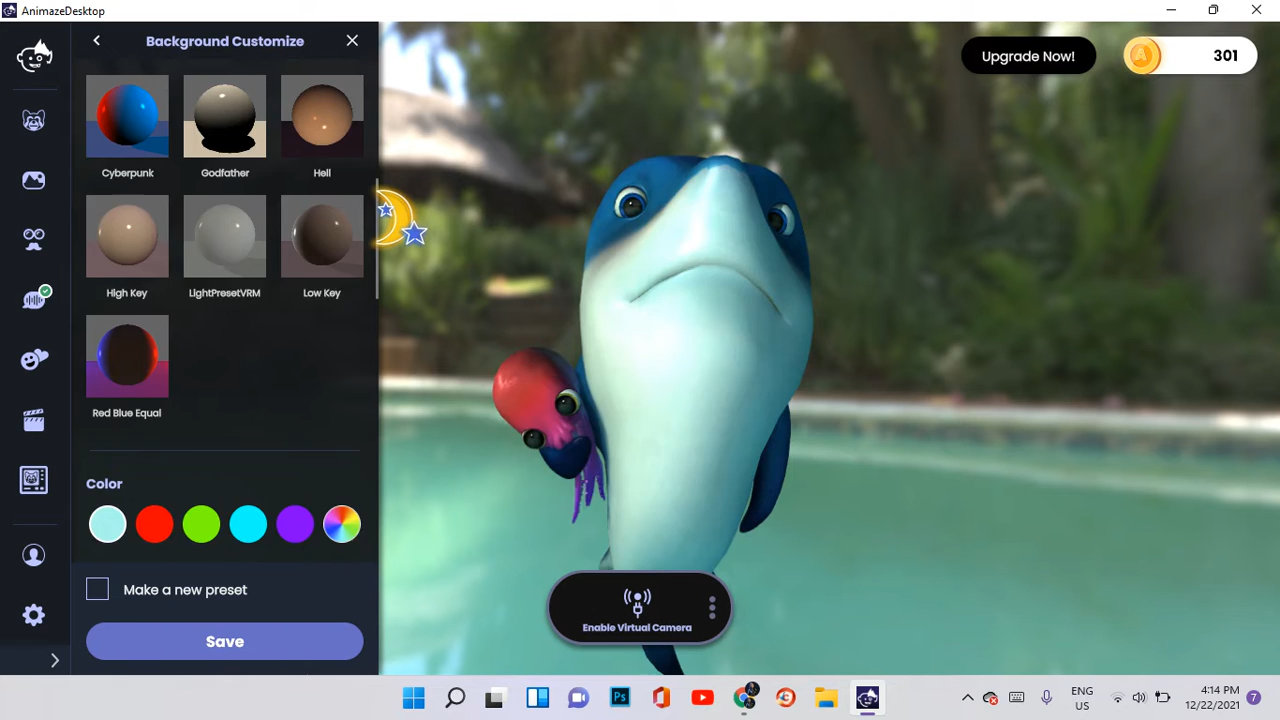 AnimazeDesktop
Background Customize
Upgrade Now!
301
Cyberpunk
Godfather
Hell
High Key
LightPresetVRM
Low Key
Red Blue Equal
Color
Make a new preset
Save
Enable Virtual Camera
Ps
ENG
US
4:14 PM
12/22/2021
7